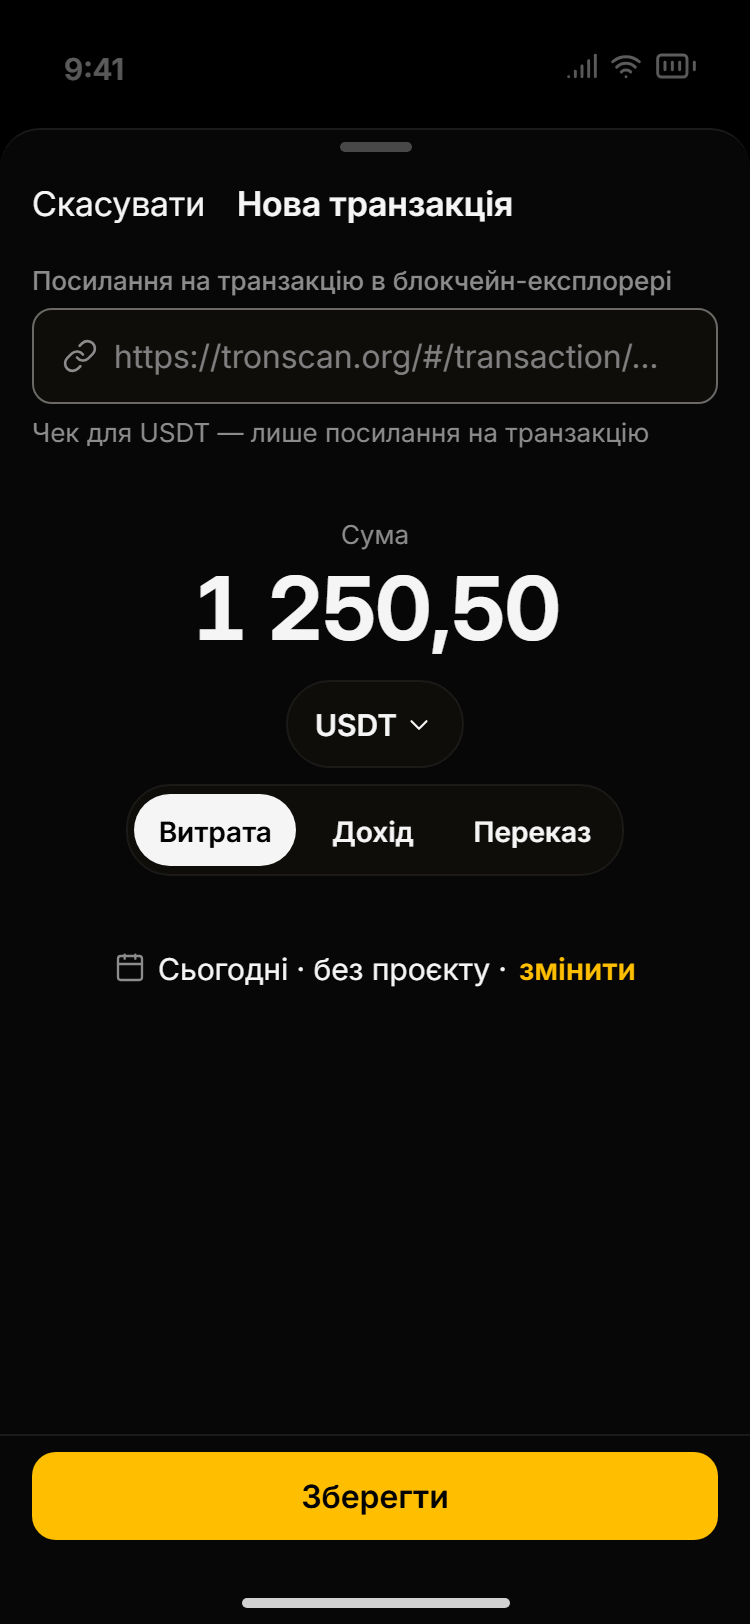 9:41
Скасувати Нова транзакція
Посилання на транзакцію в блокчейн-експлорері
https://tronscan.org/#/transaction/...
Чек для USDT — лише посилання на транзакцію
Сума
1 250,50
USDT
Витрата Дохід Переказ
Сьогодні · без проєкту · змінити
Зберегти